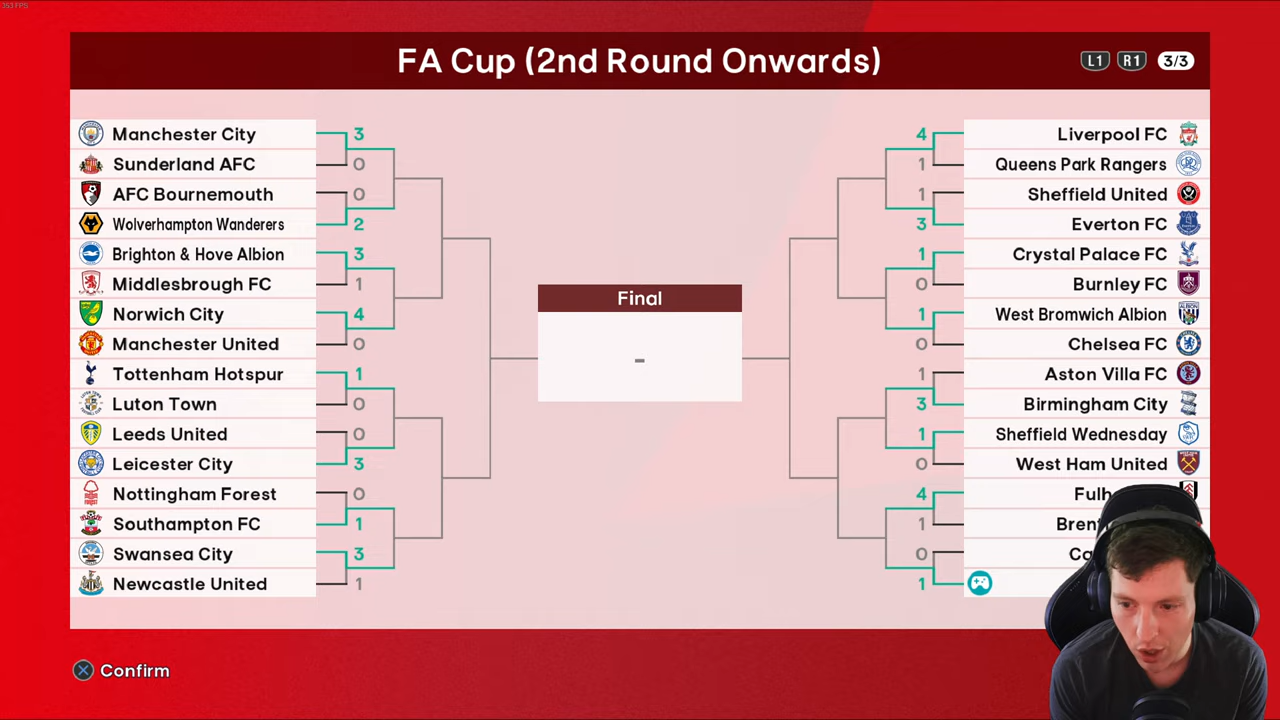 353 FPS
FA Cup (2nd Round Onwards)
L1 R1 3/3
Manchester City 3
Sunderland AFC 0
AFC Bournemouth 0
Wolverhampton Wanderers 2
Brighton & Hove Albion 3
Middlesbrough FC 1
Norwich City 4
Manchester United 0
Tottenham Hotspur 1
Luton Town 0
Leeds United 0
Leicester City 3
Nottingham Forest 0
Southampton FC 1
Swansea City 3
Newcastle United 1
Final
-
4 Liverpool FC
1 Queens Park Rangers
1 Sheffield United
3 Everton FC
1 Crystal Palace FC
0 Burnley FC
1 West Bromwich Albion
0 Chelsea FC
1 Aston Villa FC
3 Birmingham City
1 Sheffield Wednesday
0 West Ham United
4 Fulh
1 Brent
0 Ca
1
Confirm